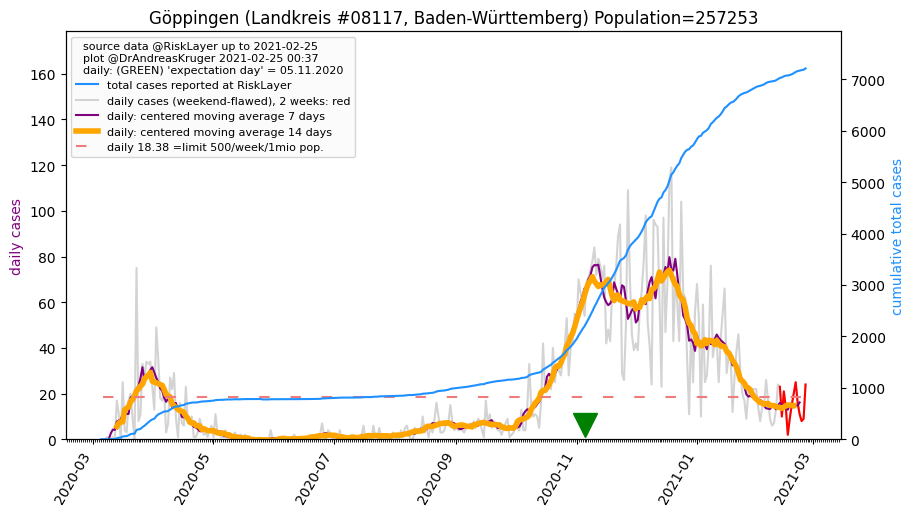 Göppingen (Landkreis #08117, Baden-Württemberg) Population=257253
source data @RiskLayer up to 2021-02-25
plot @DrAndreasKruger 2021-02-25 00:37
daily: (GREEN) 'expectation day' = 05.11.2020
total cases reported at RiskLayer
daily cases (weekend-flawed), 2 weeks: red
daily: centered moving average 7 days
daily: centered moving average 14 days
daily 18.38 =limit 500/week/1mio pop.
daily cases
160
140
120
100
80
60
40
20
0
7000
6000
5000
4000
3000
2000
1000
0
cumulative total cases
2020-03
2020-05
2020-07
2020-09
2020-11
2021-01
2021-03